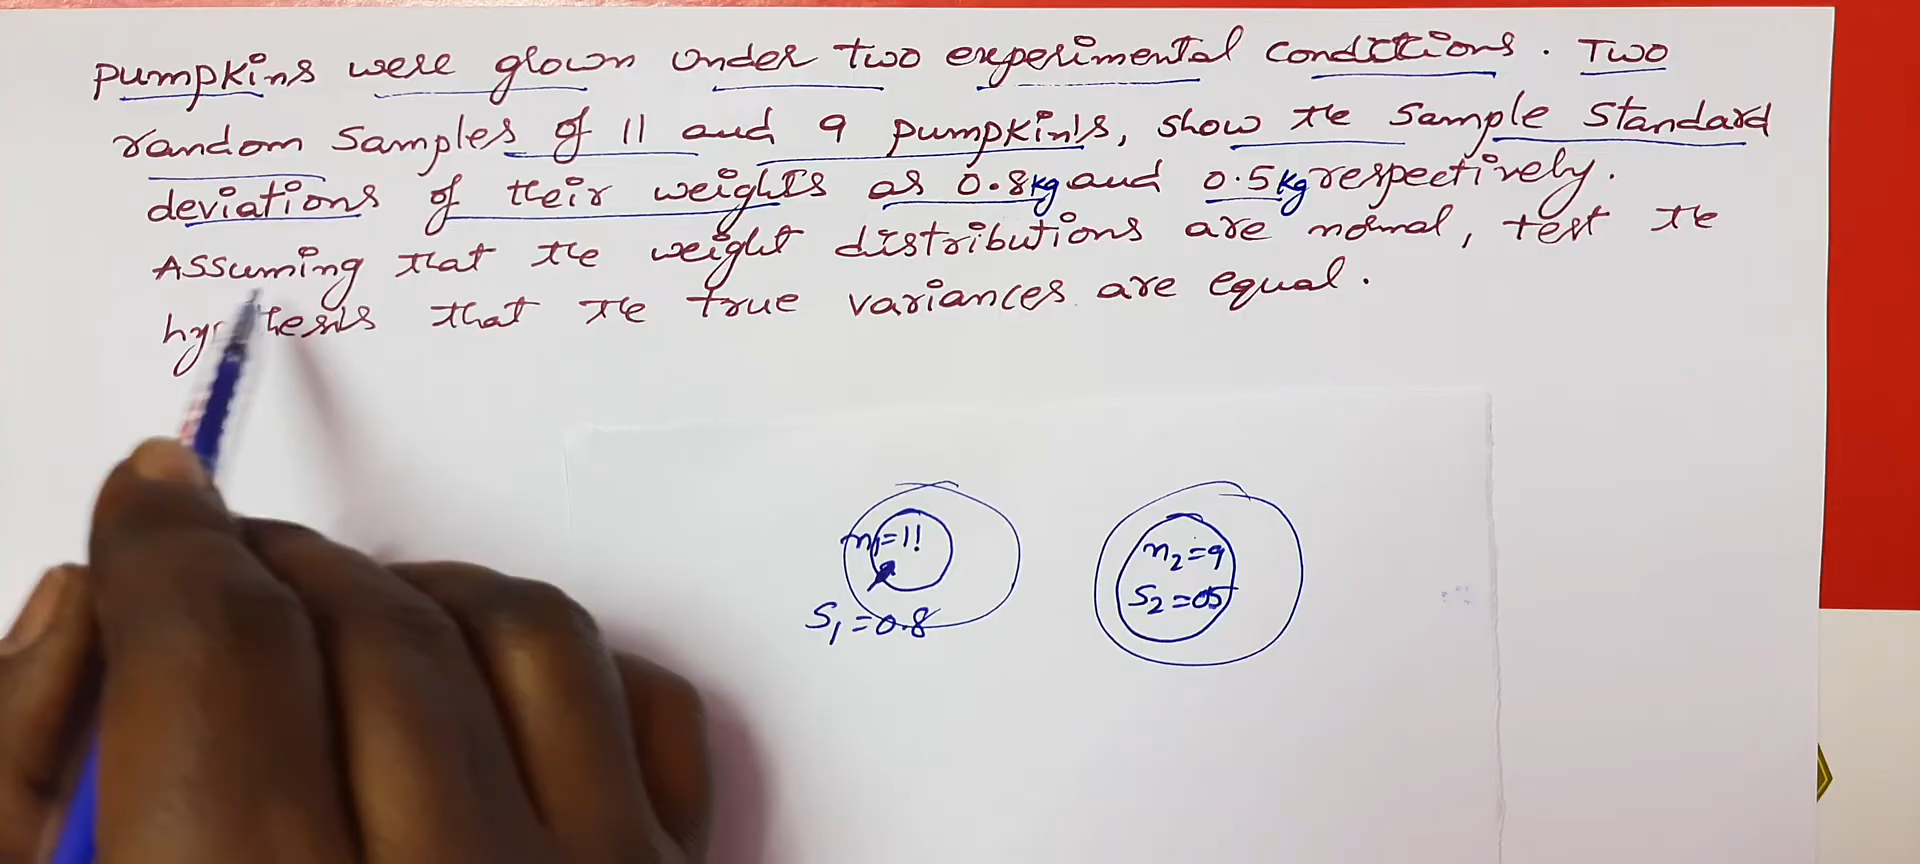 Pumpkins were grown under two experimental conditions. Two
random samples of 11 and 9 pumpkins, show the sample standard
deviations of their weights as 0.8kg and 0.5kg respectively.
Assuming that the weight distributions are normal, test the
that the true variances are equal.
n1=11
S1=0.8
n2=9
S2=05